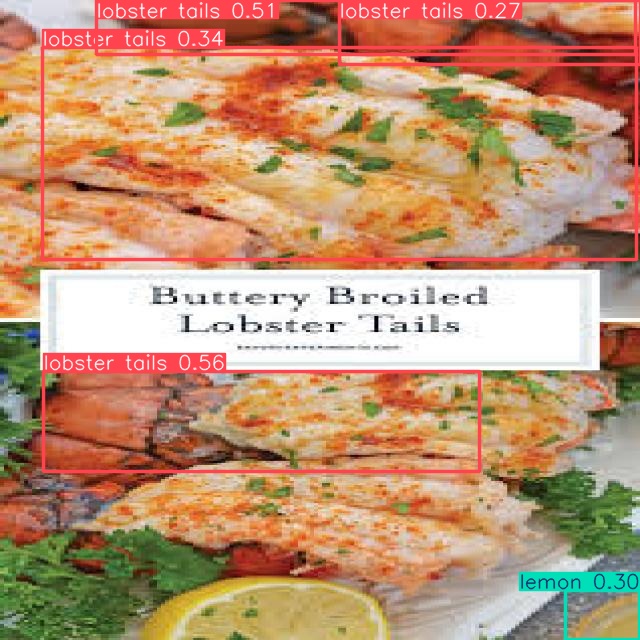 lobster tails 0.51
lobster tails 0.27
lobster tails 0.34
Buttery Broiled
Lobster Tails
lobster tails 0.56
lemon 0.30